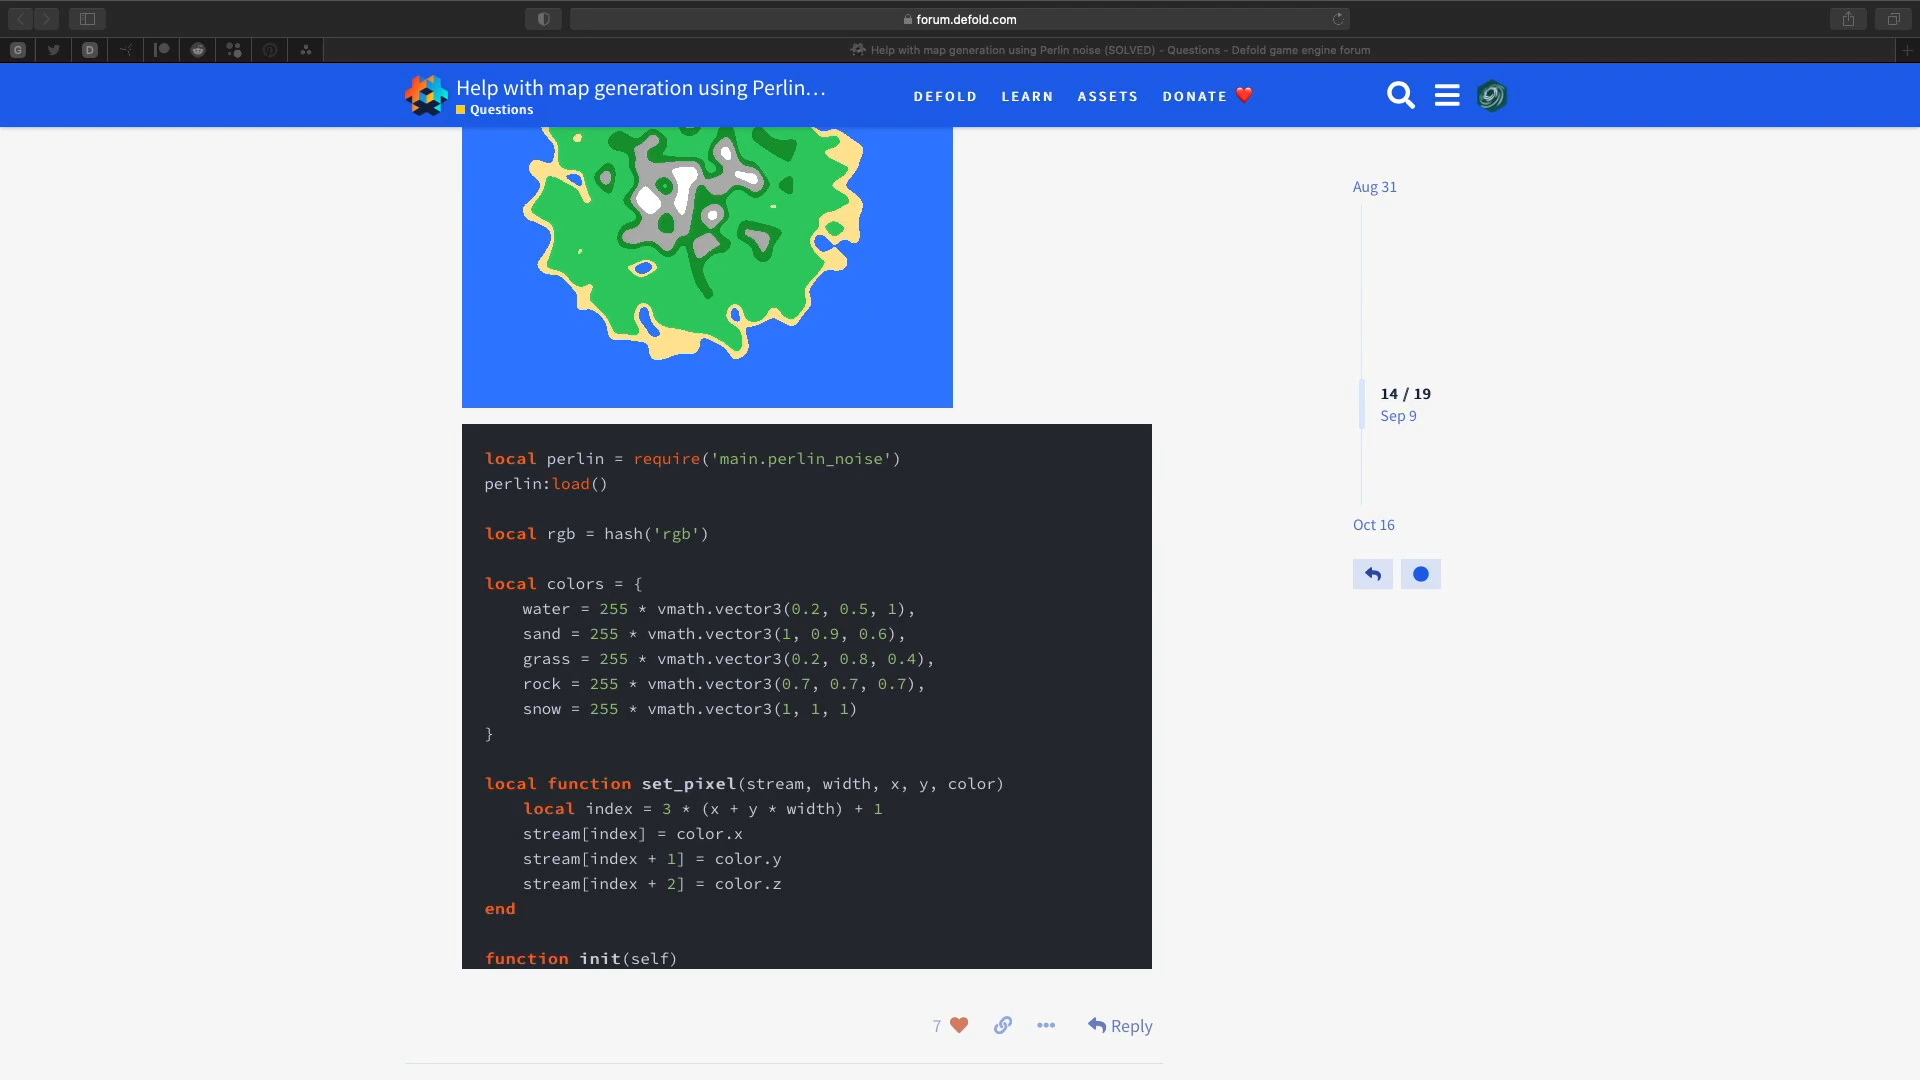 forum.defold.com
G
D
Help with map generation using Perlin noise (SOLVED) - Questions - Defold game engine forum
Help with map generation using Perlin…
Questions
DEFOLD
LEARN
ASSETS
DONATE
Aug 31
14 / 19
Sep 9
Oct 16
local perlin = require('main.perlin_noise')
perlin:load()
local rgb = hash('rgb')
local colors = {
water = 255 * vmath.vector3(0.2, 0.5, 1),
sand = 255 * vmath.vector3(1, 0.9, 0.6),
grass = 255 * vmath.vector3(0.2, 0.8, 0.4),
rock = 255 * vmath.vector3(0.7, 0.7, 0.7),
snow = 255 * vmath.vector3(1, 1, 1)
}
local function set_pixel(stream, width, x, y, color)
local index = 3 * (x + y * width) + 1
stream[index] = color.x
stream[index + 1] = color.y
stream[index + 2] = color.z
end
function init(self)
7
Reply